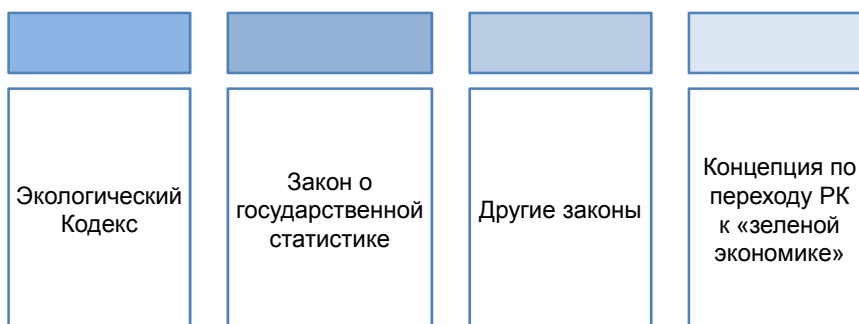 Экологический
Кодекс
Закон о
государственной
статистике
Другие законы
Концепция по
переходу РК
к «зеленой
экономике»